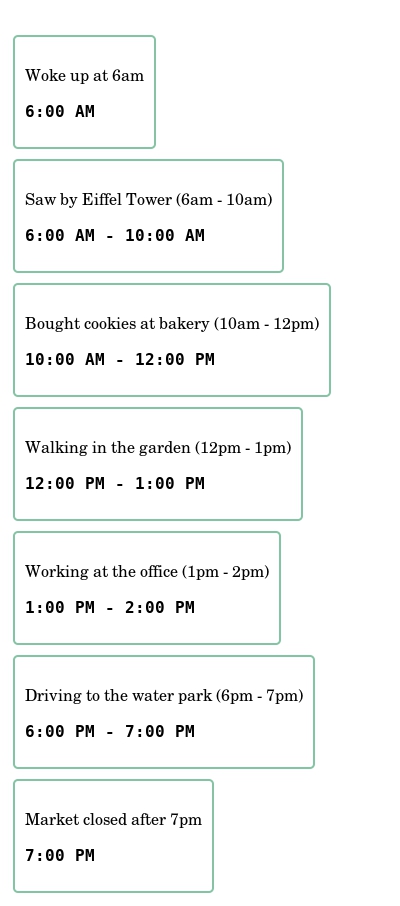 Woke up at 6am
6:00 AM
Saw by Eiffel Tower (6am - 10am)
6:00 AM - 10:00 AM
Bought cookies at bakery (10am - 12pm)
10:00 AM - 12:00 PM
Walking in the garden (12pm - 1pm)
12:00 PM - 1:00 PM
Working at the office (1pm - 2pm)
1:00 PM - 2:00 PM
Driving to the water park (6pm - 7pm)
6:00 PM - 7:00 PM
Market closed after 7pm
7:00 PM